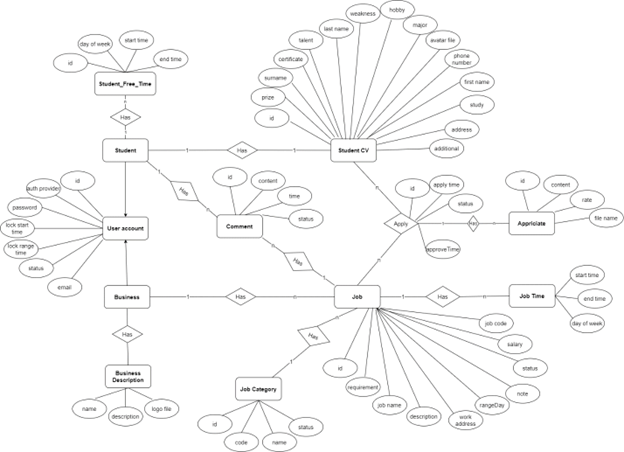 hobby
weakness
last name
major
talent
avatar file
certificate
phone
number
surname
first name
prize
study
id
address
additional
start time
day of week
id
end time
Student_Free_Time
n
Has
1
Student
1
Has
1
Student CV
id
auth provider
password
lock start
time
lock range
time
status
email
User account
Has
id
content
time
status
Comment
Has
n
id
apply time
status
Apply
approveTime
1
Has
Appriciate
id
content
rate
file name
n
Business
1
Has
n
Job
1
Has
n
Job Time
start time
end time
day of week
1
Has
1
Business
Description
name
description
logo file
Has
1
Job Category
id
code
name
status
id
requirement
job name
description
work
address
rangeDay
note
status
salary
job code